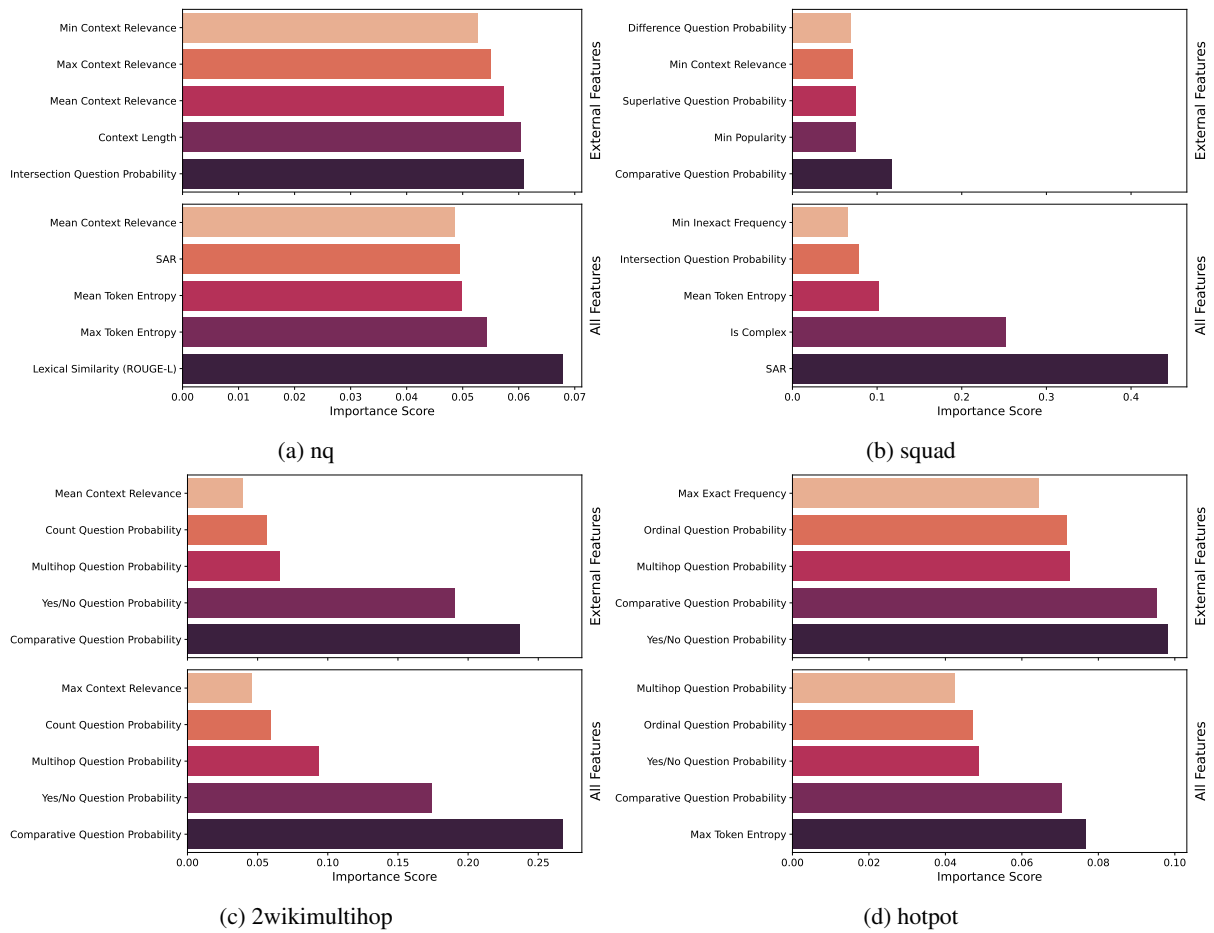 Min Context Relevance
Max Context Relevance
Mean Context Relevance
Context Length
Intersection Question Probability
External Features
Mean Context Relevance
SAR
Mean Token Entropy
Max Token Entropy
Lexical Similarity (ROUGE-L)
All Features
0.00 0.01 0.02 0.03 0.04 0.05 0.06 0.07
Importance Score
(a) nq
Difference Question Probability
Min Context Relevance
Superlative Question Probability
Min Popularity
Comparative Question Probability
External Features
Min Inexact Frequency
Intersection Question Probability
Mean Token Entropy
Is Complex
SAR
All Features
0.0 0.1 0.2 0.3 0.4
Importance Score
(b) squad
Mean Context Relevance
Count Question Probability
Multihop Question Probability
Yes/No Question Probability
Comparative Question Probability
External Features
Max Context Relevance
Count Question Probability
Multihop Question Probability
Yes/No Question Probability
Comparative Question Probability
All Features
0.00 0.05 0.10 0.15 0.20 0.25
Importance Score
(c) 2wikimultihop
Max Exact Frequency
Ordinal Question Probability
Multihop Question Probability
Comparative Question Probability
Yes/No Question Probability
External Features
Multihop Question Probability
Ordinal Question Probability
Yes/No Question Probability
Comparative Question Probability
Max Token Entropy
All Features
0.00 0.02 0.04 0.06 0.08 0.10
Importance Score
(d) hotpot